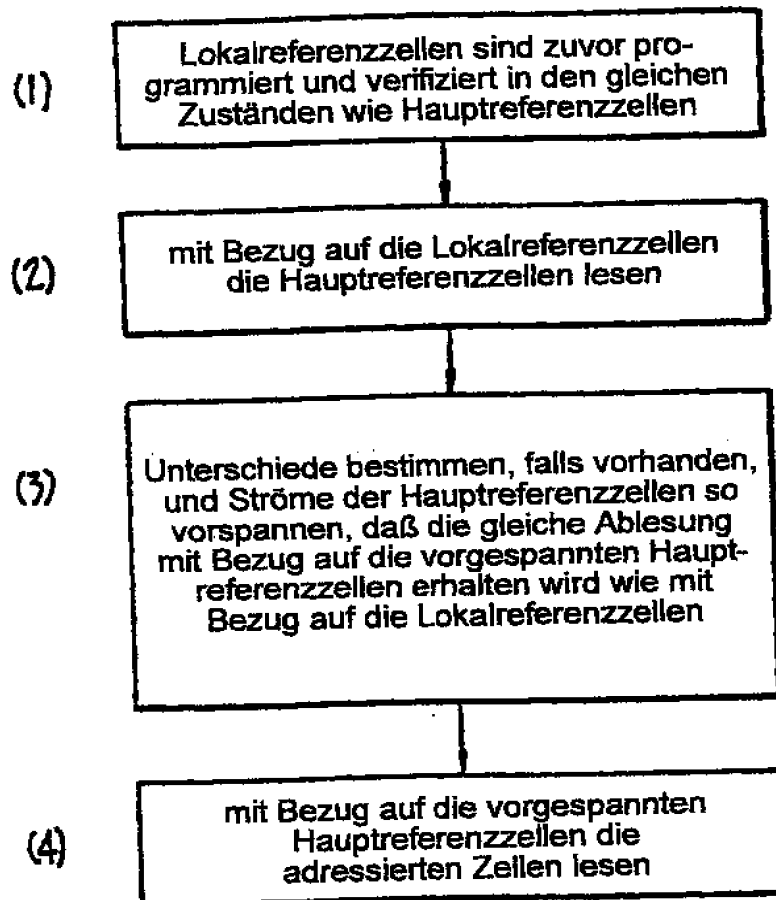 (1)
Lokalreferenzzellen sind zuvor pro-
grammiert und verifiziert in den gleichen
Zuständen wie Hauptreferenzzellen
(2)
mit Bezug auf die Lokalreferenzzellen
die Hauptreferenzzellen lesen
(3)
Unterschiede bestimmen, falls vorhanden,
und Ströme der Hauptreferenzzellen so
vorspannen, daß die gleiche Ablesung
mit Bezug auf die vorgespannten Haupt-
referenzzellen erhalten wird wie mit
Bezug auf die Lokalreferenzzellen
(4)
mit Bezug auf die vorgespannten
Hauptreferenzzellen die
adressierten Zellen lesen